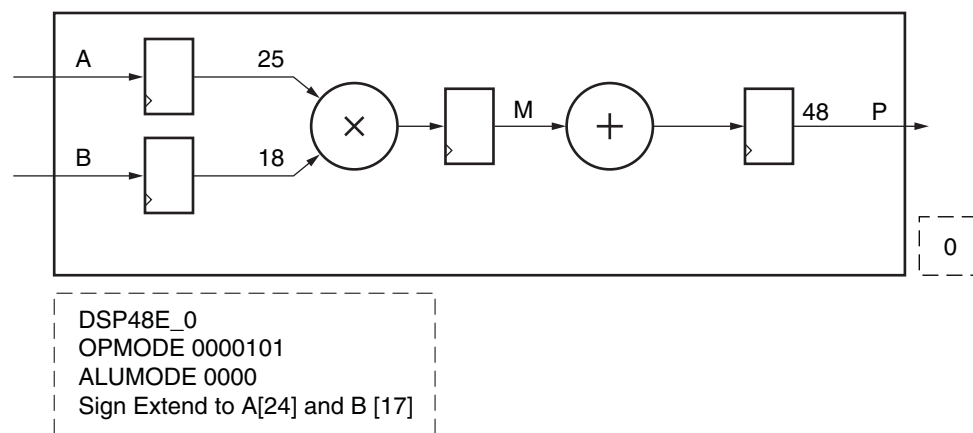 A
25
×
M
+
48
P
B
18
0
DSP48E_0
OPMODE 0000101
ALUMODE 0000
Sign Extend to A[24] and B [17]